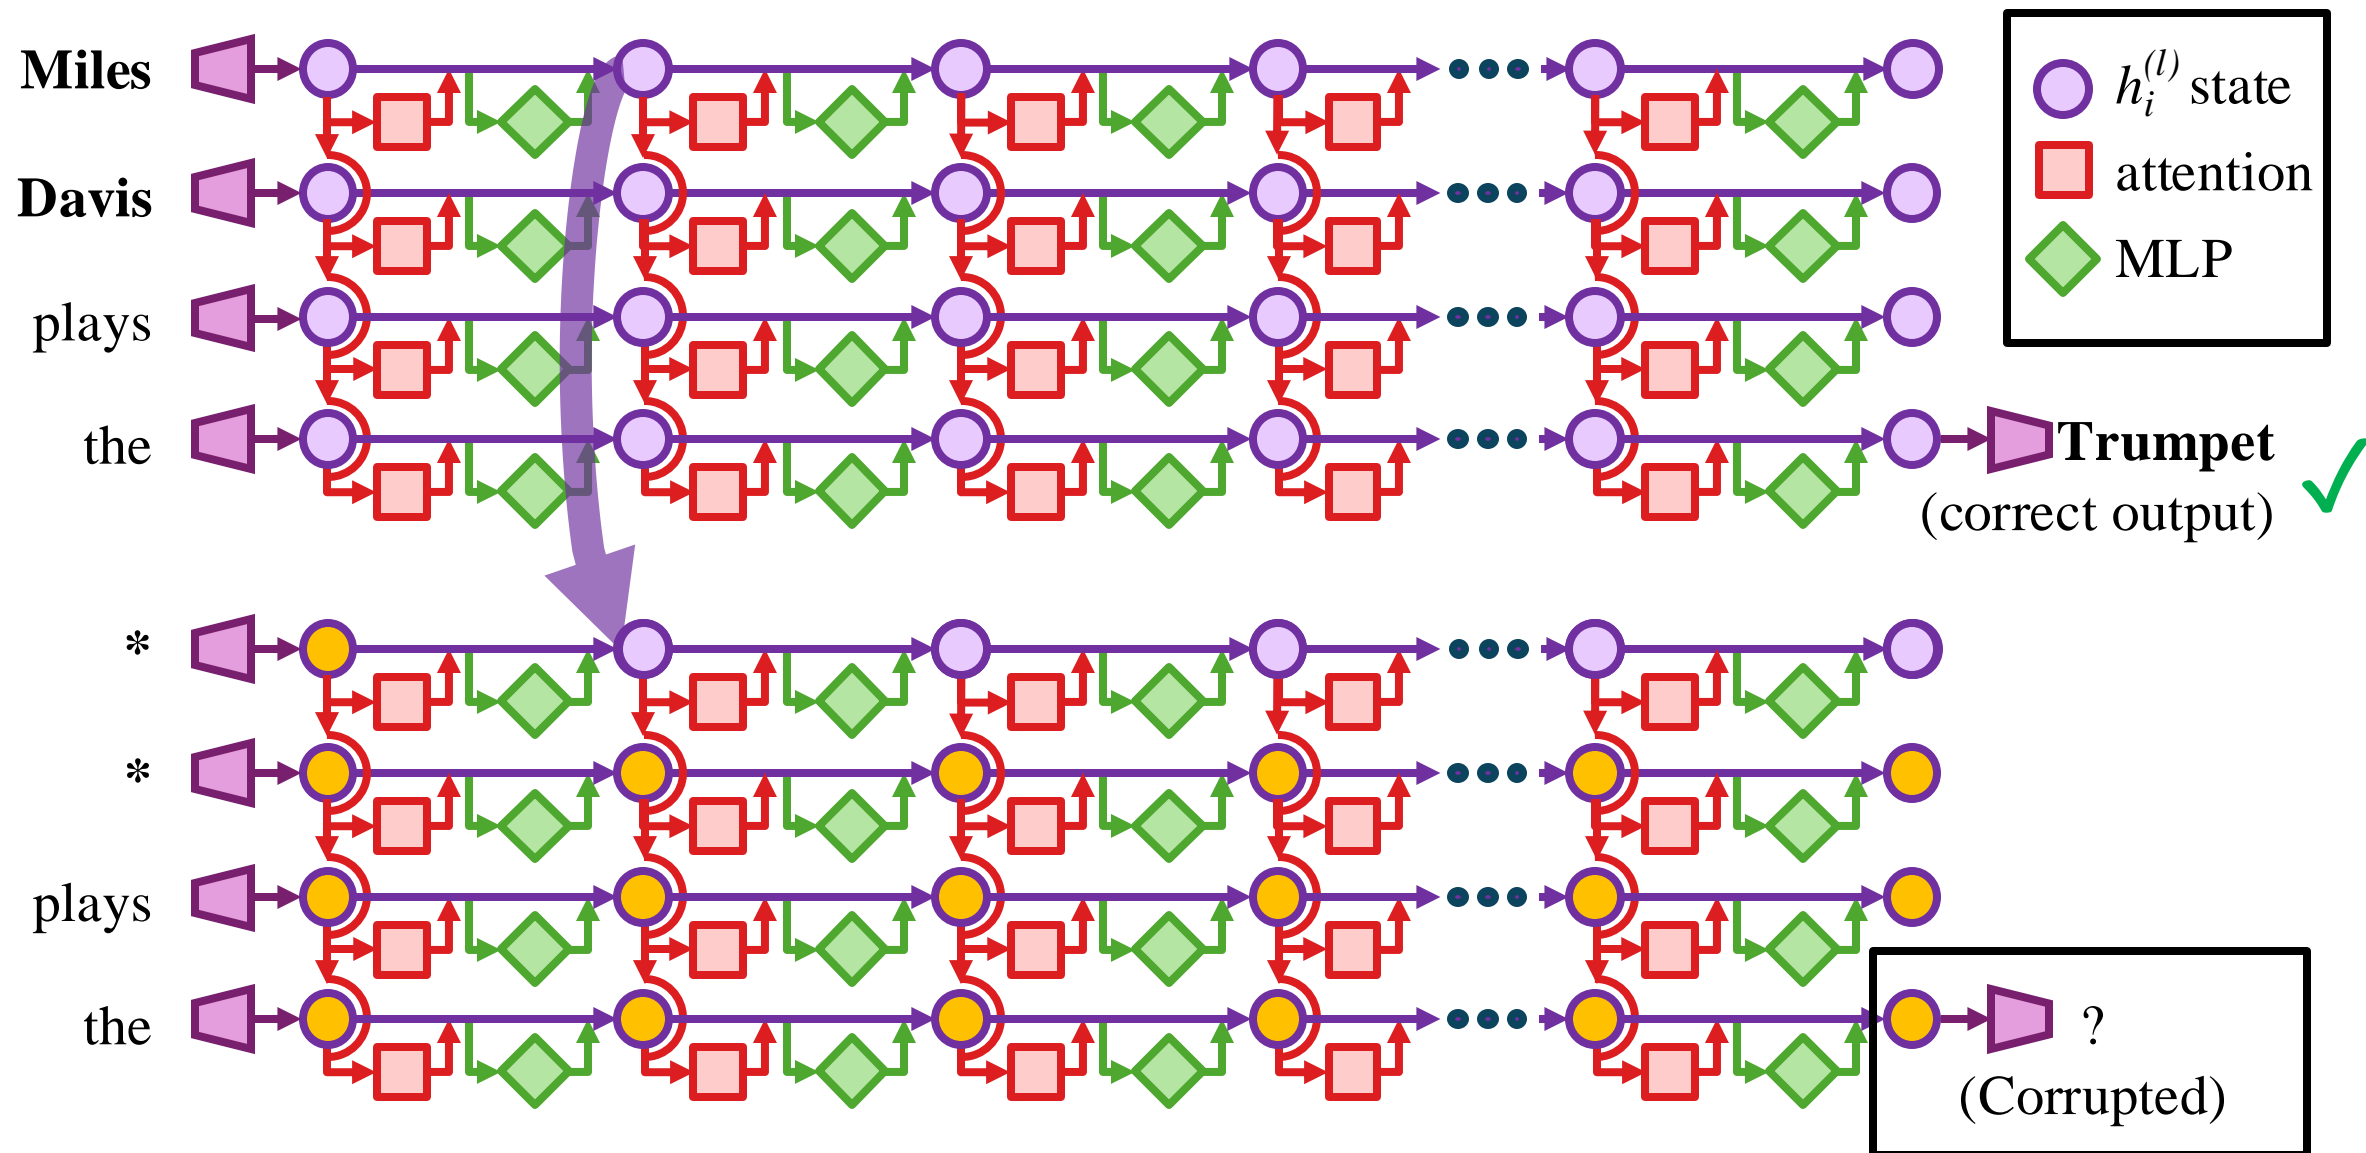 Miles
Davis
plays
the
h_i^{(l)} state
attention
MLP
Trumpet
(correct output)
*
*
plays
the
?
(Corrupted)